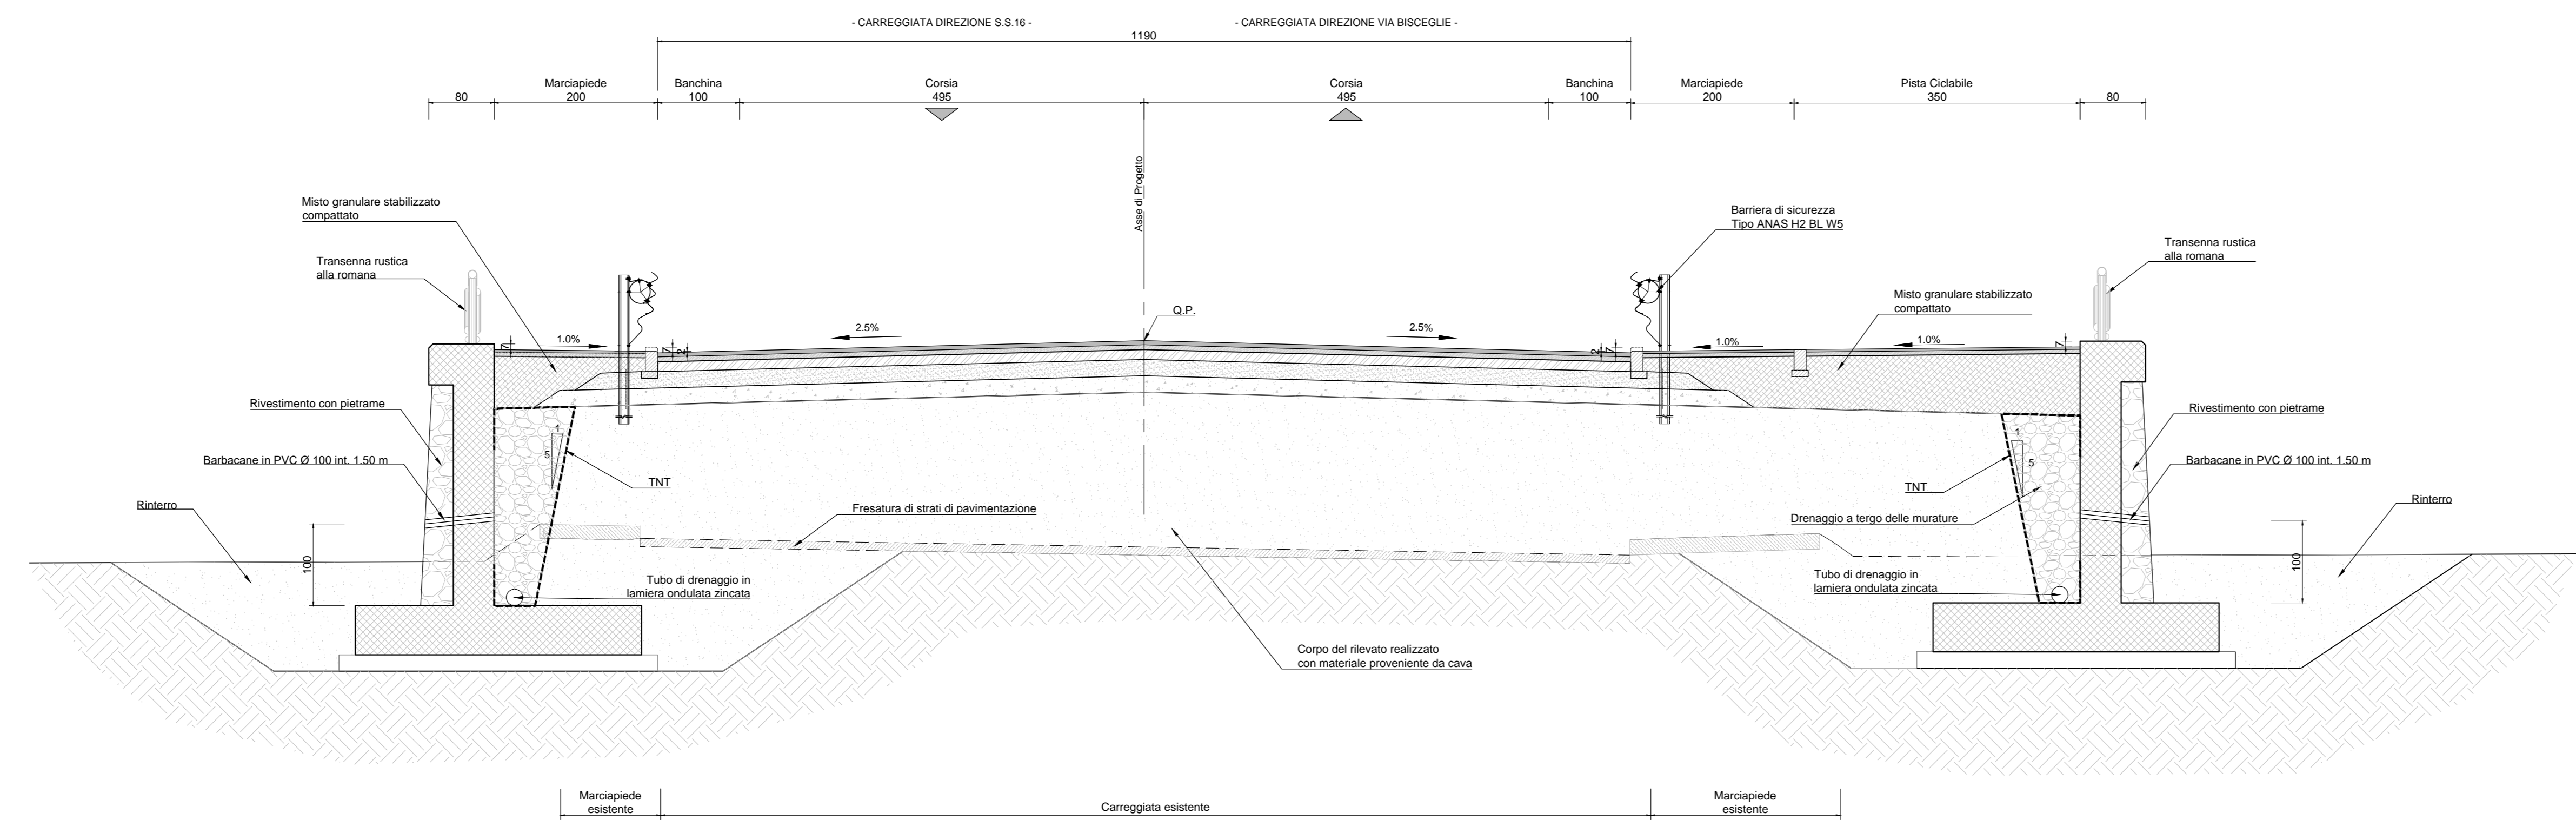 - CARREGGIATA DIREZIONE S.S.16 -
- CARREGGIATA DIREZIONE VIA BISCEGLIE -
1190
Marciapiede
Banchina
Corsia
Corsia
Banchina
Marciapiede
Pista Ciclabile
80
200
100
495
495
100
200
350
80
Asse di Progetto
Misto granulare stabilizzato
compattato
Barriera di sicurezza
Tipo ANAS H2 BL W5
Transenna rustica
alla romana
Transenna rustica
alla romana
Misto granulare stabilizzato
compattato
Q.P.
7
1.0%
7
2
2.5%
2.5%
2
7
1.0%
1.0%
7
Rivestimento con pietrame
Rivestimento con pietrame
1
5
1
5
Barbacane in PVC Ø 100 int. 1.50 m
Barbacane in PVC Ø 100 int. 1.50 m
TNT
TNT
Rinterro
Rinterro
Fresatura di strati di pavimentazione
Drenaggio a tergo delle murature
100
100
Tubo di drenaggio in
lamiera ondulata zincata
Tubo di drenaggio in
lamiera ondulata zincata
Corpo del rilevato realizzato
con materiale proveniente da cava
Marciapiede
esistente
Carreggiata esistente
Marciapiede
esistente